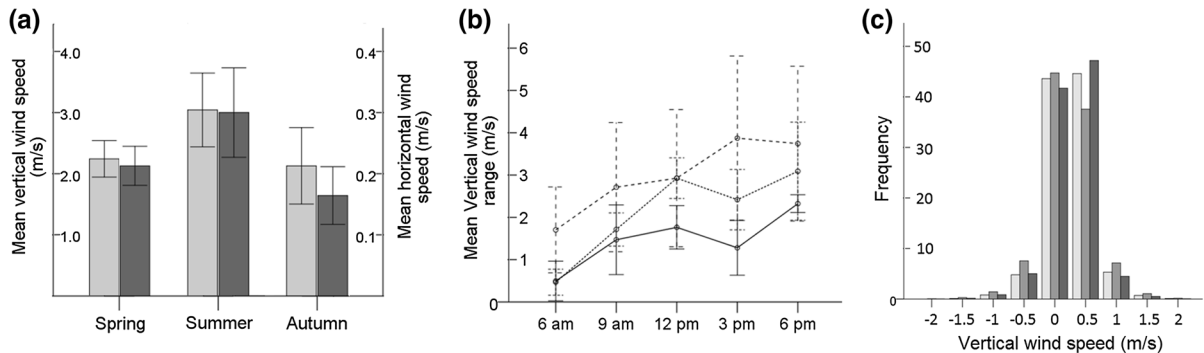 (a)
Mean vertical wind speed
(m/s)
4.0
3.0
2.0
1.0
Spring
Summer
Autumn
0.4
0.3
0.2
0.1
Mean horizontal wind
speed (m/s)
(b)
Mean Vertical wind speed
range (m/s)
6
5
4
3
2
1
0
6 am
9 am
12 pm
3 pm
6 pm
(c)
Frequency
50
40
30
20
10
0
-2
-1.5
-1
-0.5
0
0.5
1
1.5
2
Vertical wind speed (m/s)